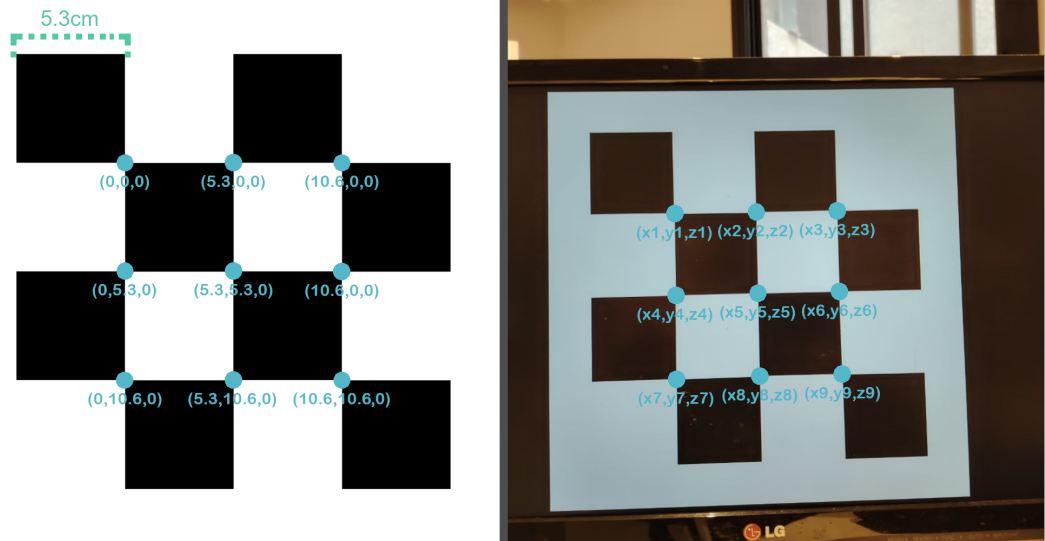 5.3cm
(0,0,0) (5.3,0,0) (10.6,0,0)
(0,5.3,0) (5.3,5.3,0) (10.6,0,0)
(0,10.6,0) (5.3,10.6,0) (10.6,10.6,0)
(x1,y1,z1) (x2,y2,z2) (x3,y3,z3)
(x4,y4,z4) (x5,y5,z5) (x6,y6,z6)
(x7,y7,z7) (x8,y8,z8) (x9,y9,z9)
LG